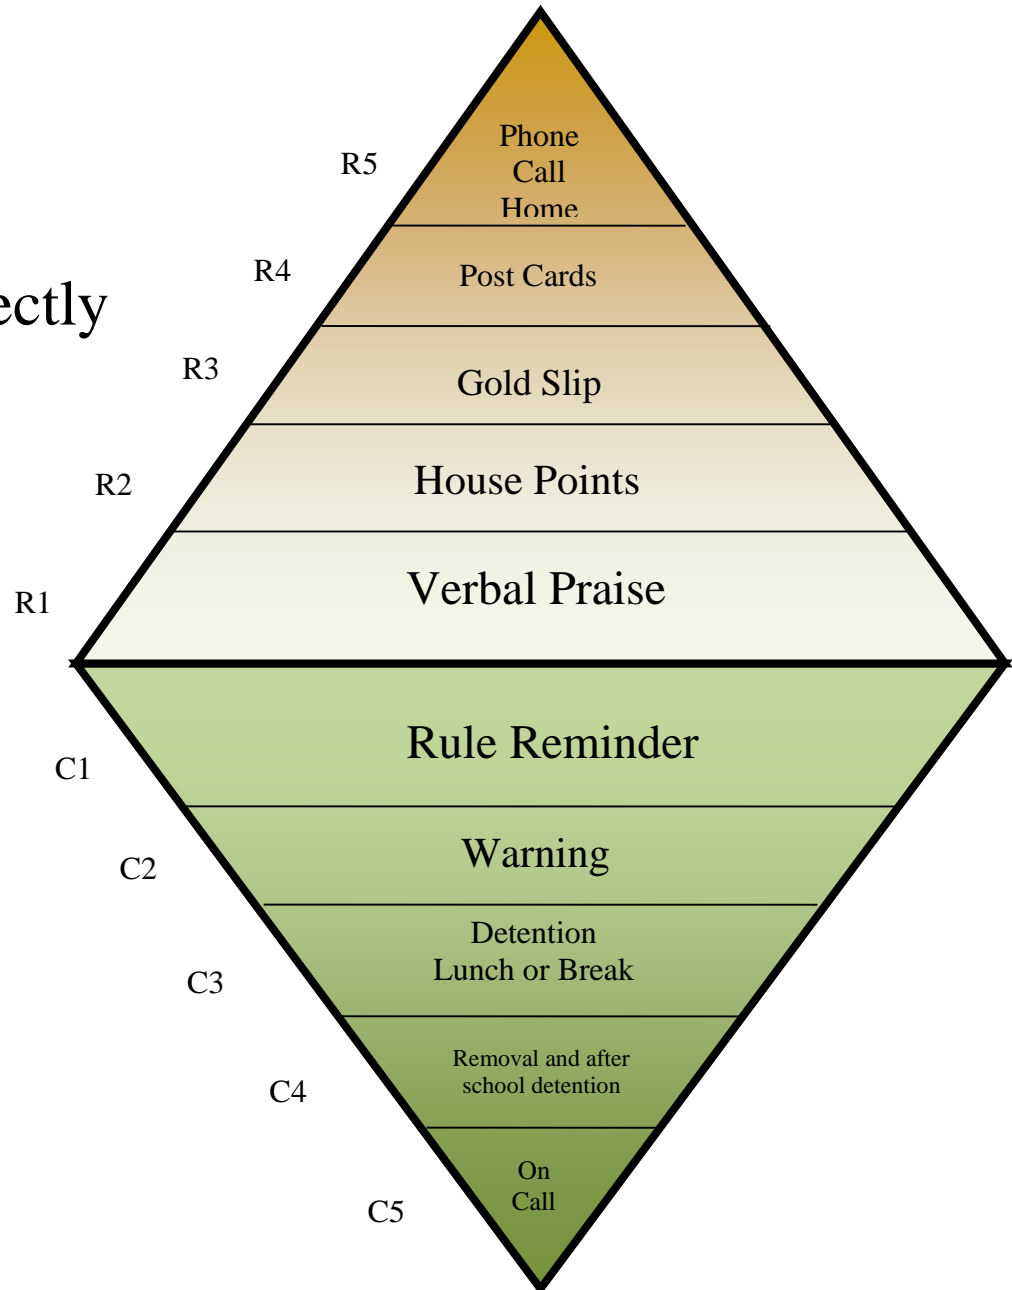 Phone
Call
Home
R5
Post Cards
R4
ectly
Gold Slip
R3
House Points
R2
Verbal Praise
R1
Rule Reminder
C1
Warning
C2
Detention
Lunch or Break
C3
Removal and after
school detention
C4
On
Call
C5